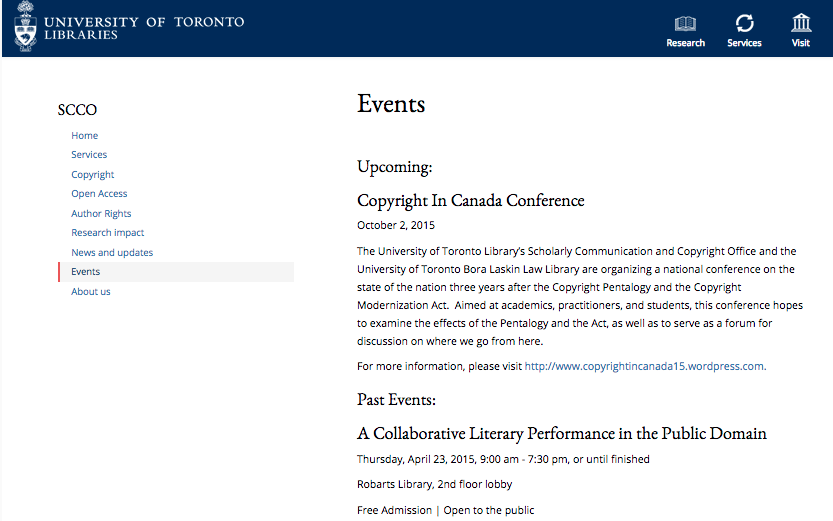 UNIVERSITY OF TORONTO
LIBRARIES
Research
Services
Visit
SCCO
Home
Services
Copyright
Open Access
Author Rights
Research impact
News and updates
Events
About us
Events
Upcoming:
Copyright In Canada Conference
October 2, 2015
The University of Toronto Library's Scholarly Communication and Copyright Office and the
University of Toronto Bora Laskin Law Library are organizing a national conference on the
state of the nation three years after the Copyright Pentalogy and the Copyright
Modernization Act.  Aimed at academics, practitioners, and students, this conference hopes
to examine the effects of the Pentalogy and the Act, as well as to serve as a forum for
discussion on where we go from here.
For more information, please visit http://www.copyrightincanada15.wordpress.com.
Past Events:
A Collaborative Literary Performance in the Public Domain
Thursday, April 23, 2015, 9:00 am - 7:30 pm, or until finished
Robarts Library, 2nd floor lobby
Free Admission | Open to the public